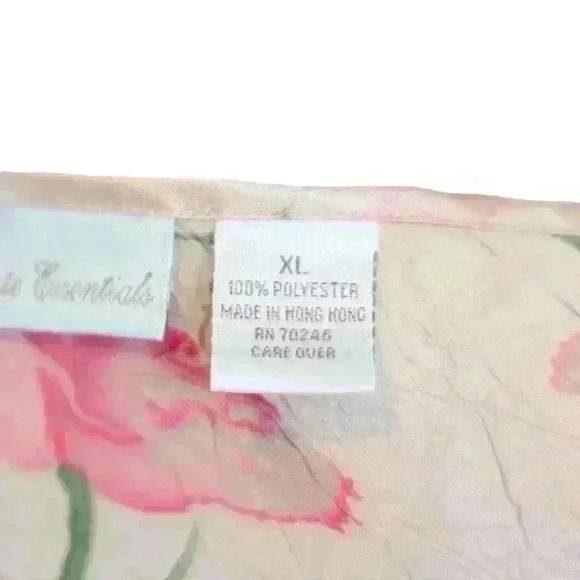 Essentials
XL
100% POLYESTER
MADE IN HONG KONG
RN 70246
CARE OVER